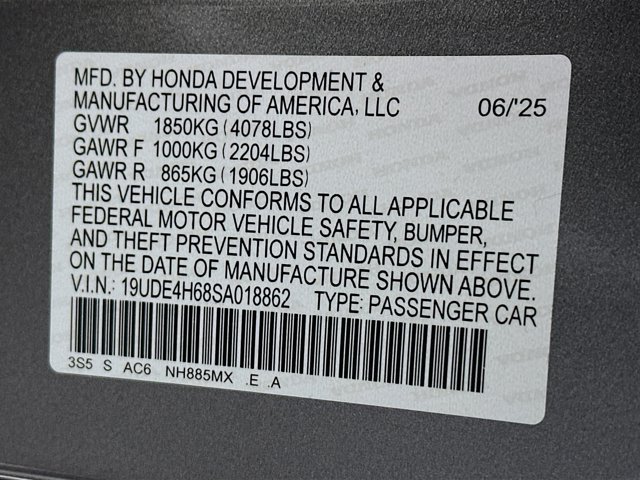 MFD. BY HONDA DEVELOPMENT &
MANUFACTURING OF AMERICA, LLC 06/'25
GVWR 1850KG (4078LBS)
GAWR F 1000KG (2204LBS)
GAWR R 865KG (1906LBS)
THIS VEHICLE CONFORMS TO ALL APPLICABLE
FEDERAL MOTOR VEHICLE SAFETY, BUMPER,
AND THEFT PREVENTION STANDARDS IN EFFECT
ON THE DATE OF MANUFACTURE SHOWN ABOVE.
V.I.N.: 19UDE4H68SA018862 TYPE: PASSENGER CAR
3S5 S AC6 NH885MX .E .A